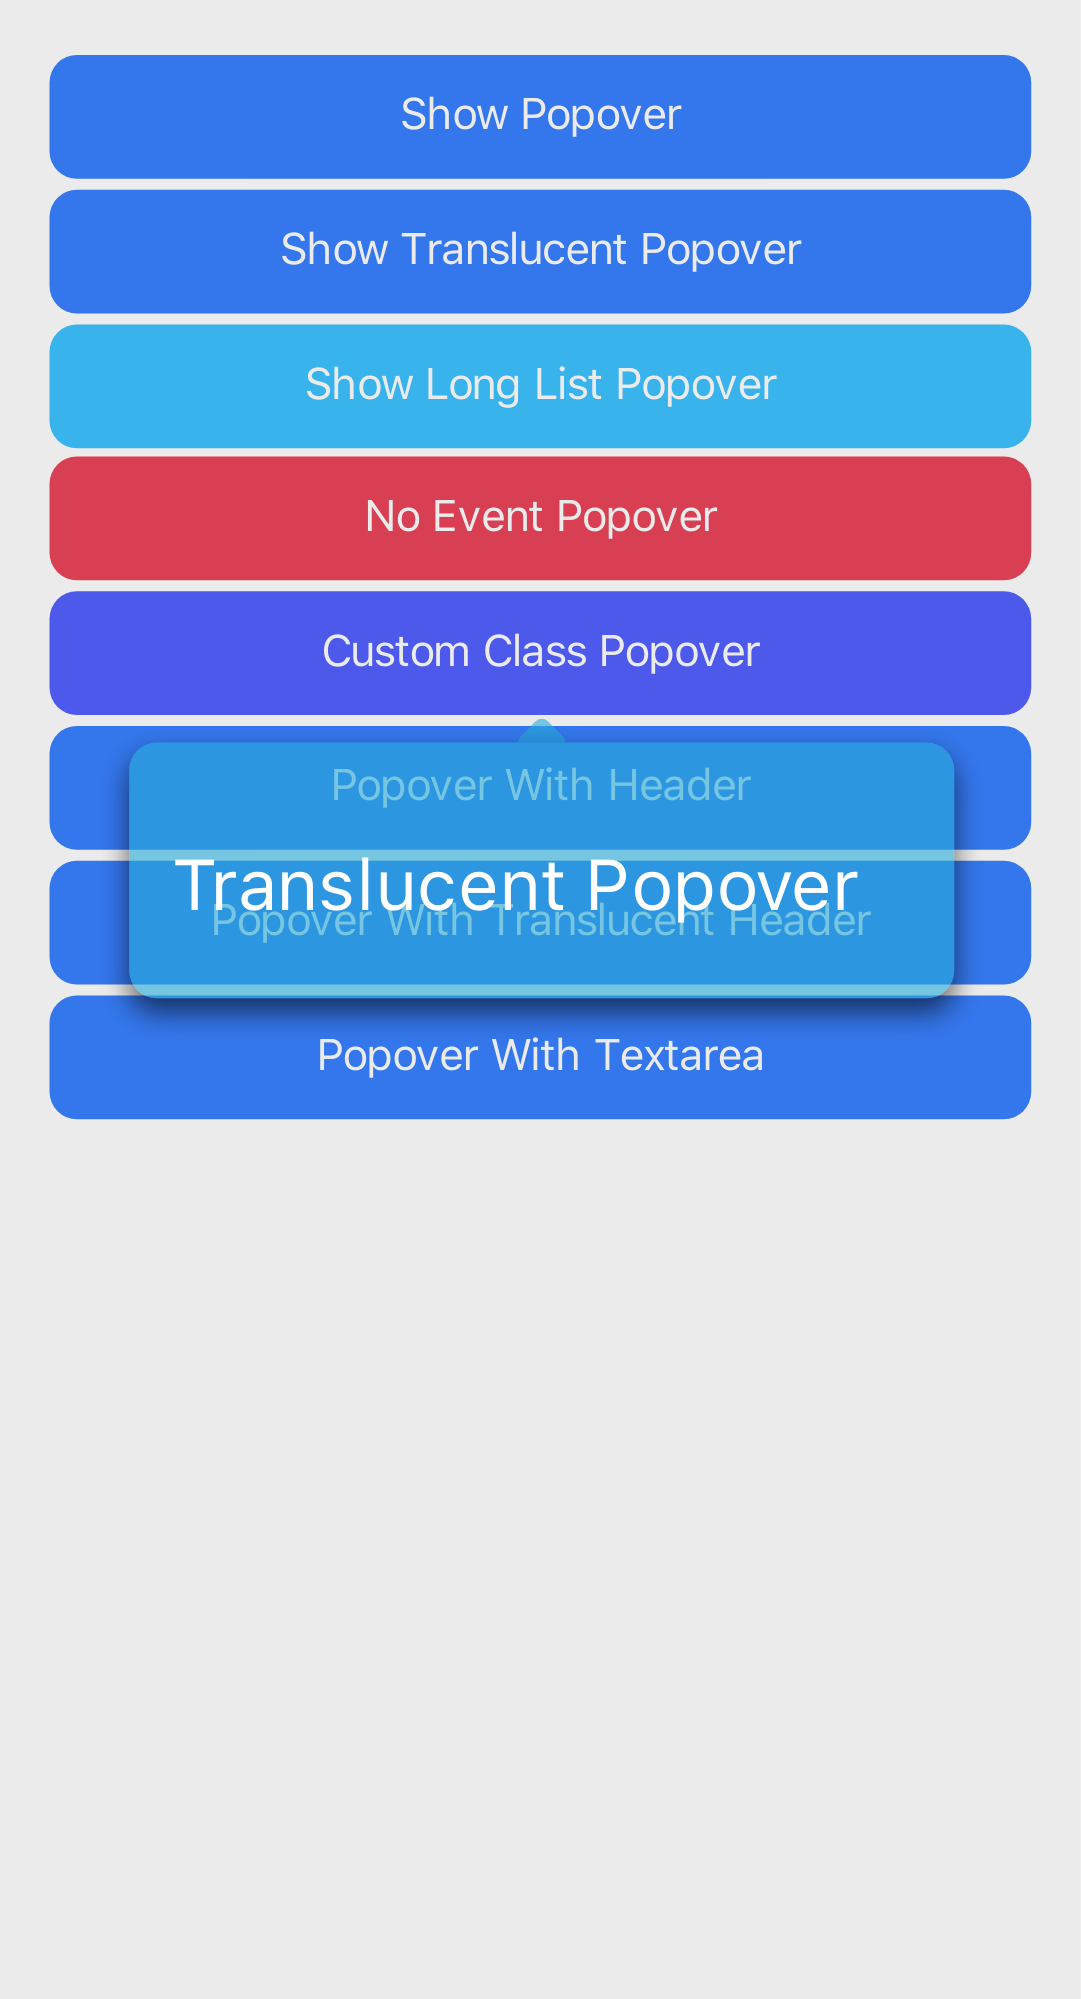 Show Popover
Show Translucent Popover
Show Long List Popover
No Event Popover
Custom Class Popover
Popover With Header
Translucent Popover
Popover With Translucent Header
Popover With Textarea